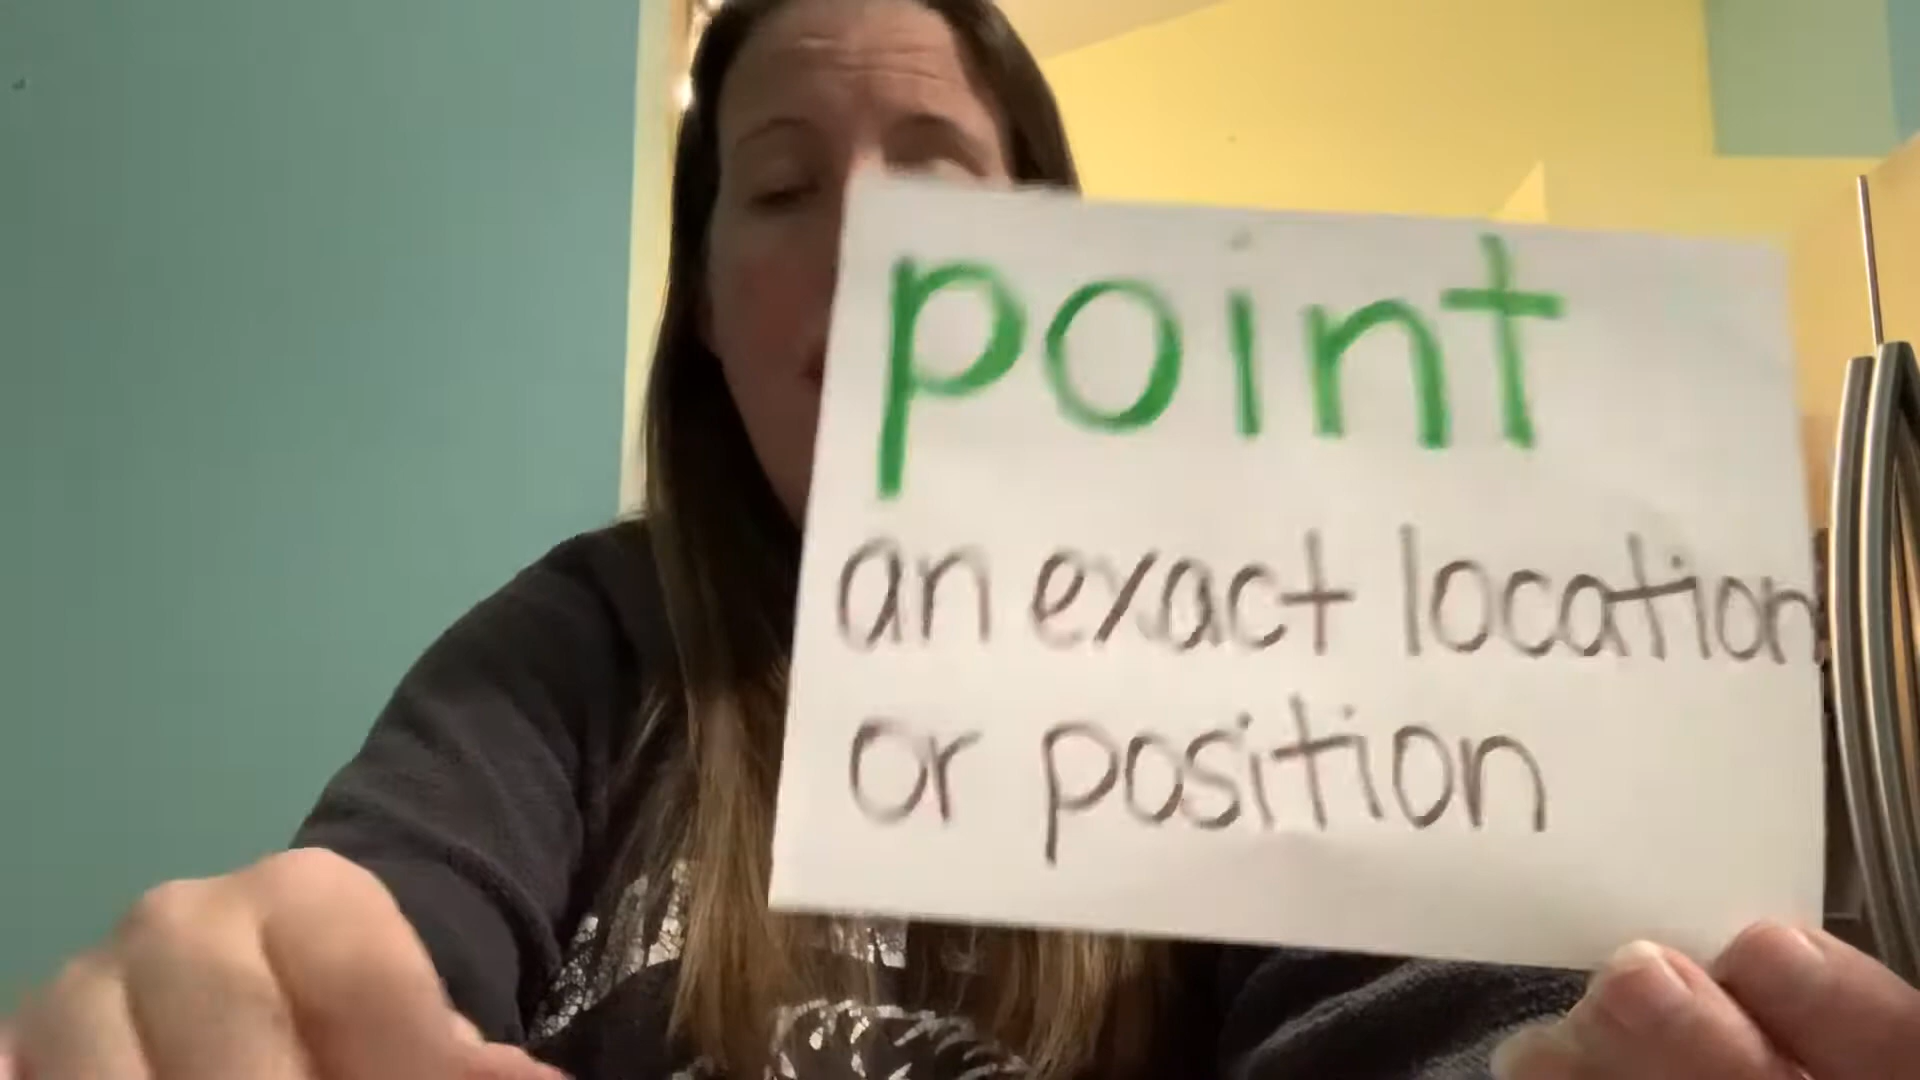 point
an exact location
or position